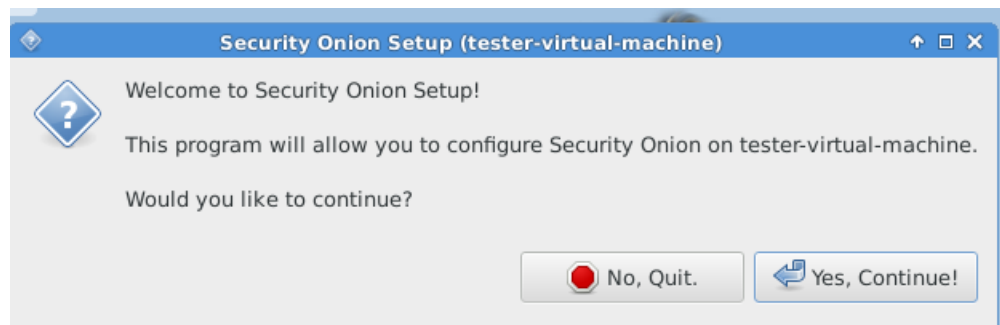 Security Onion Setup (tester-virtual-machine)
Welcome to Security Onion Setup!
This program will allow you to configure Security Onion on tester-virtual-machine.
Would you like to continue?
No, Quit.
Yes, Continue!